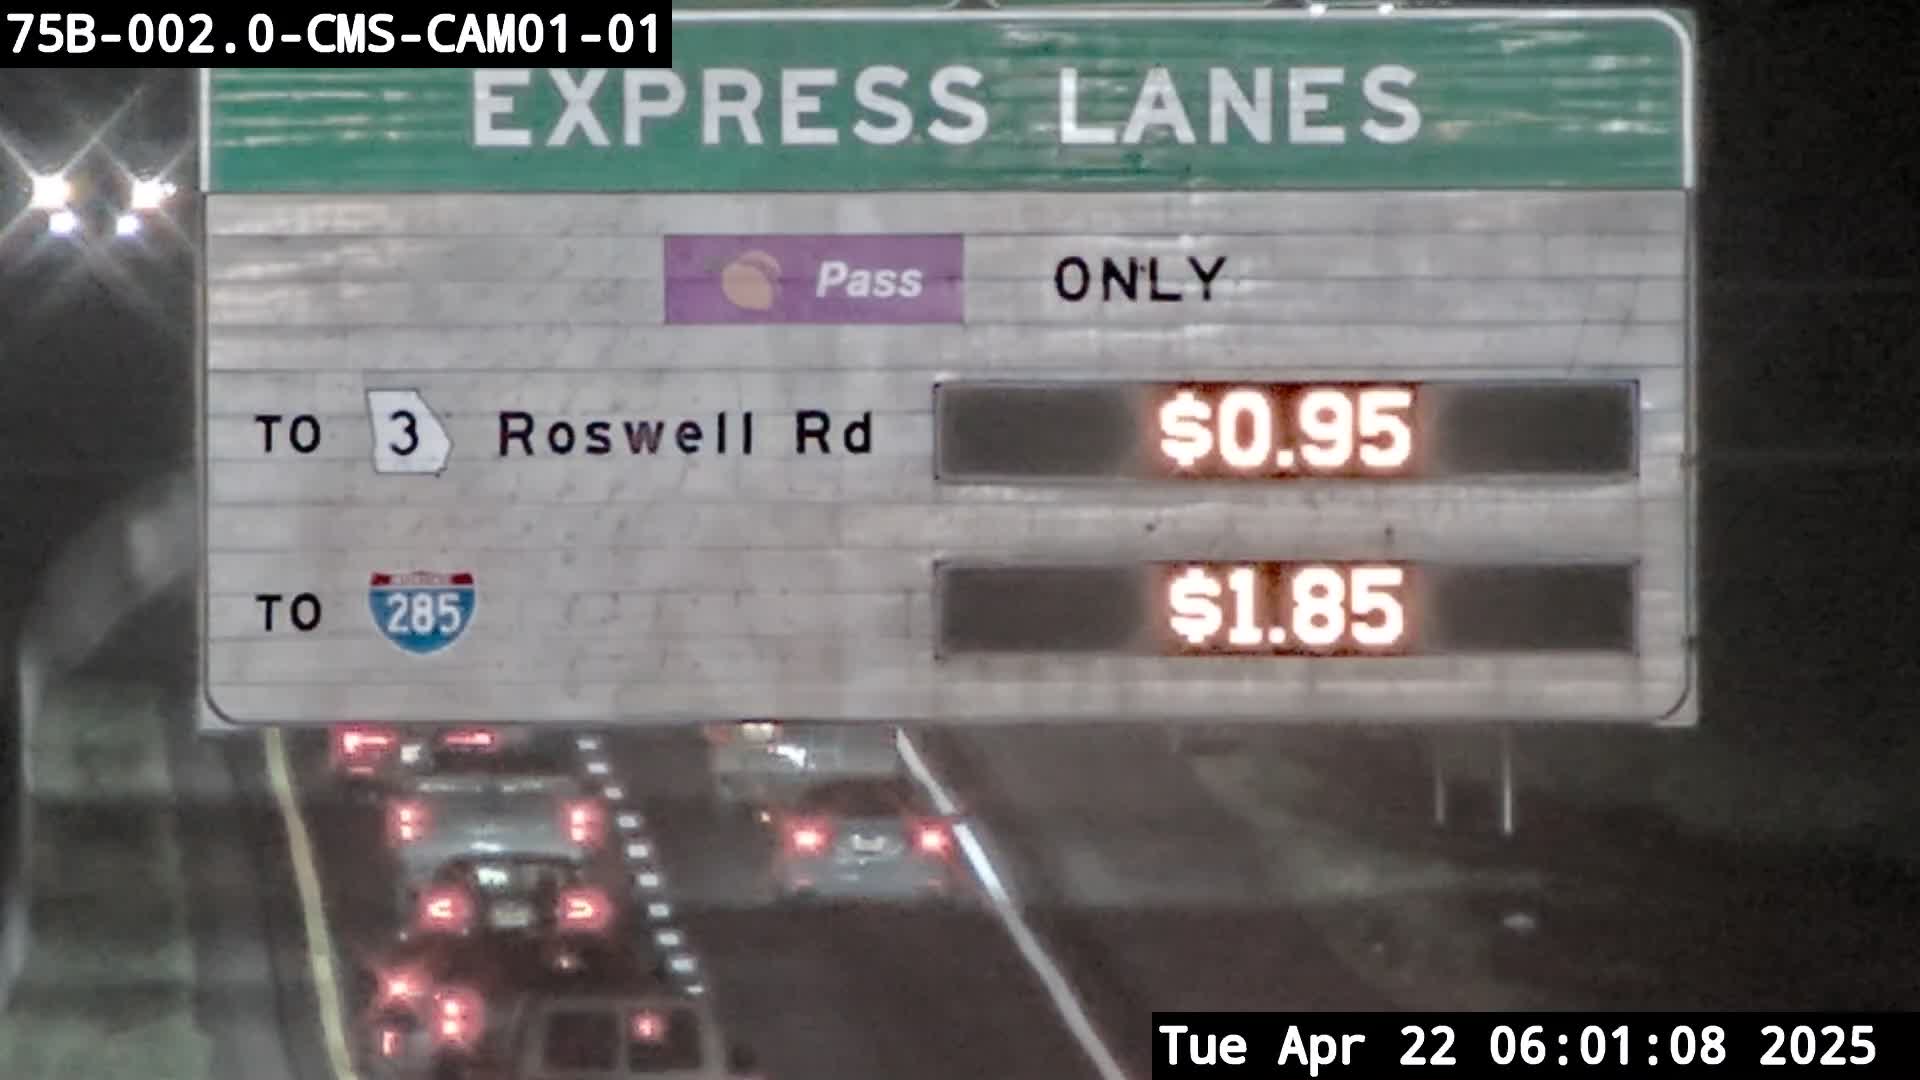 75B-002.0-CMS-CAM01-01
EXPRESS LANES
Pass ONLY
TO 3 Roswell Rd $0.95
TO 285 $1.85
Tue Apr 22 06:01:08 2025